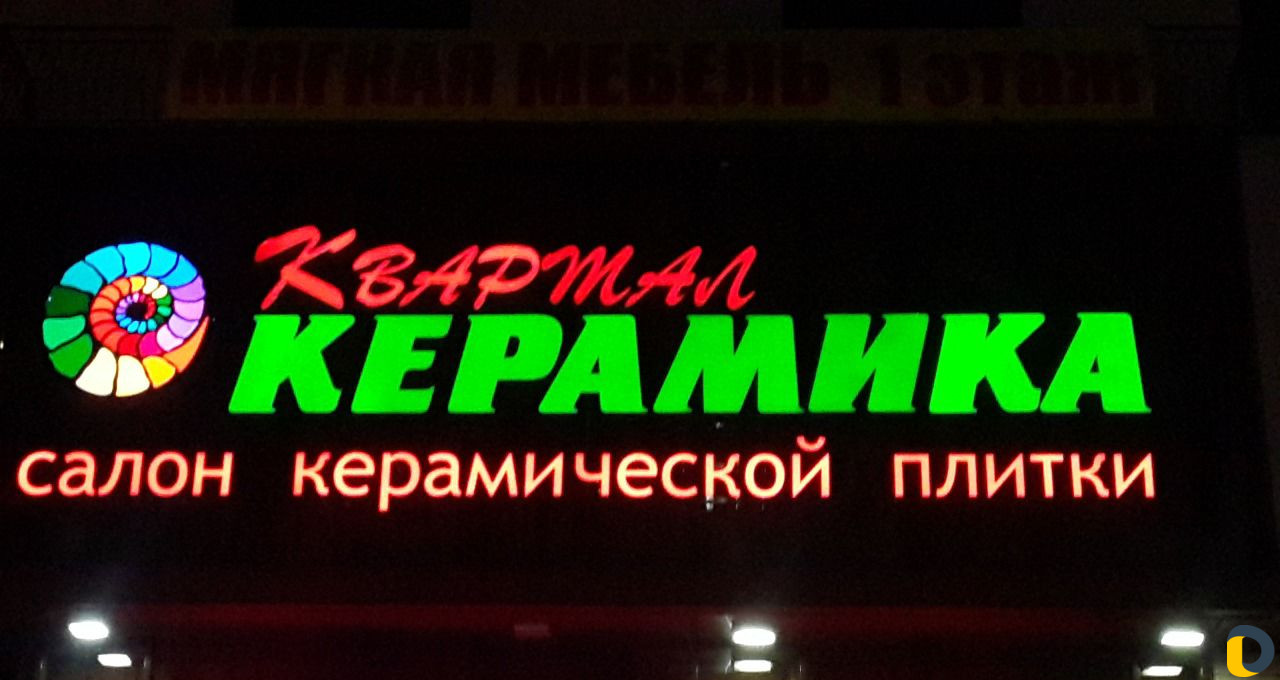 МЯГКАЯ МЕБЕЛЬ 1 этаж
КВАРТАЛ
КЕРАМИКА
салон керамической плитки